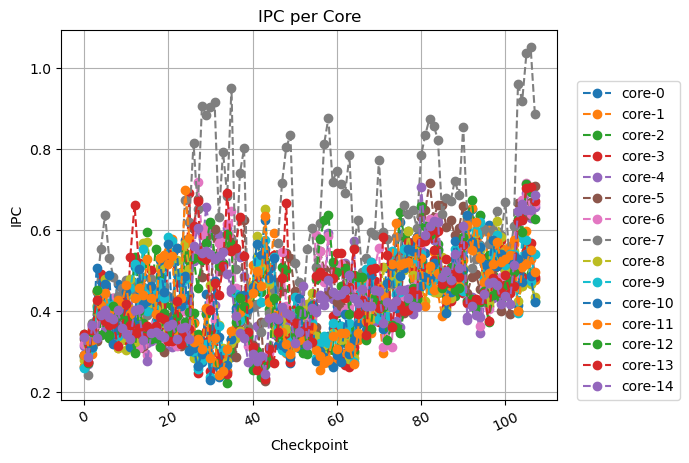 IPC per Core
IPC
1.0
0.8
0.6
0.4
0.2
0
20
40
60
80
100
Checkpoint
core-0
core-1
core-2
core-3
core-4
core-5
core-6
core-7
core-8
core-9
core-10
core-11
core-12
core-13
core-14